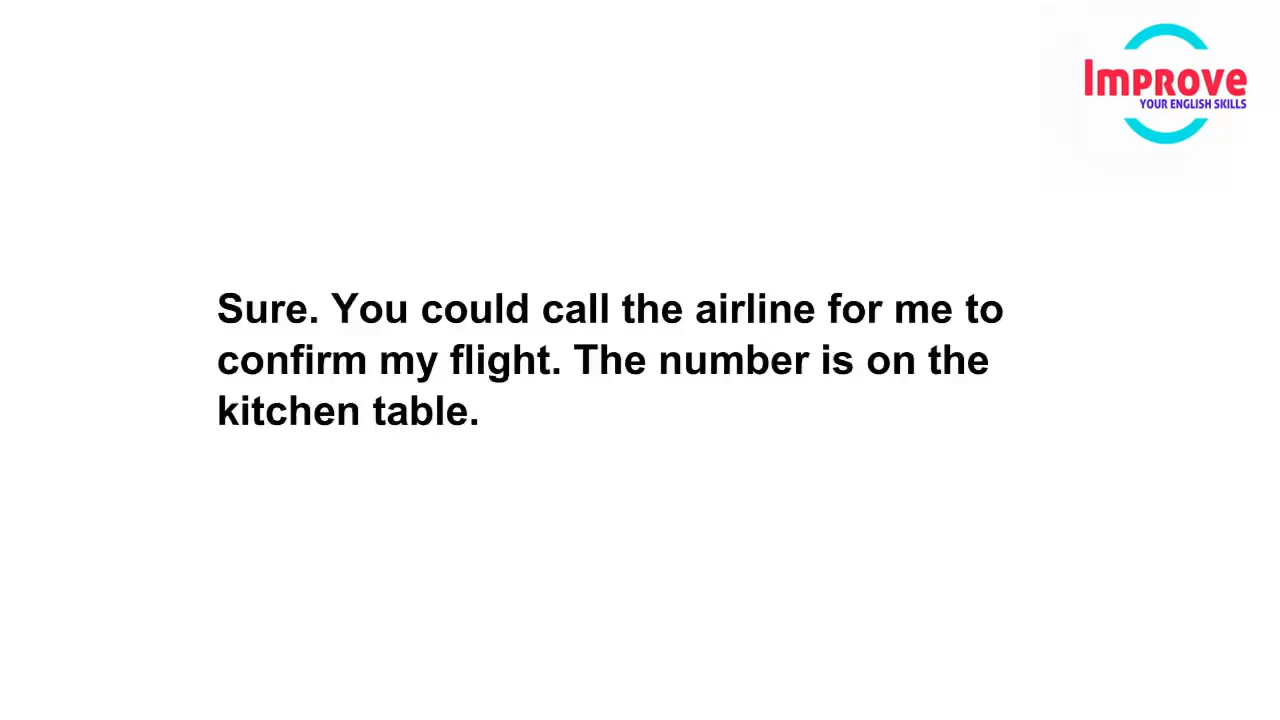 Improve
YOUR ENGLISH SKILLS
Sure. You could call the airline for me to
confirm my flight. The number is on the
kitchen table.